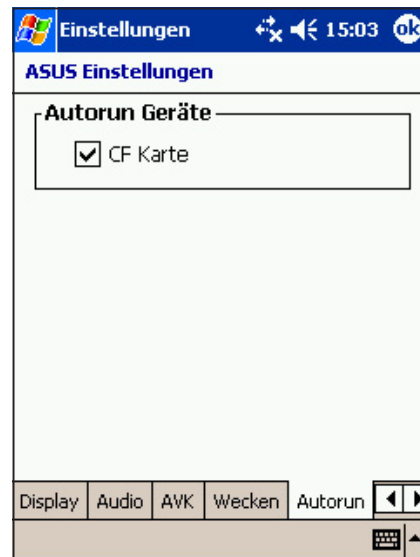 Einstellungen 15:03 ok
ASUS Einstellungen
Autorun Geräte
CF Karte
Display Audio AVK Wecken Autorun